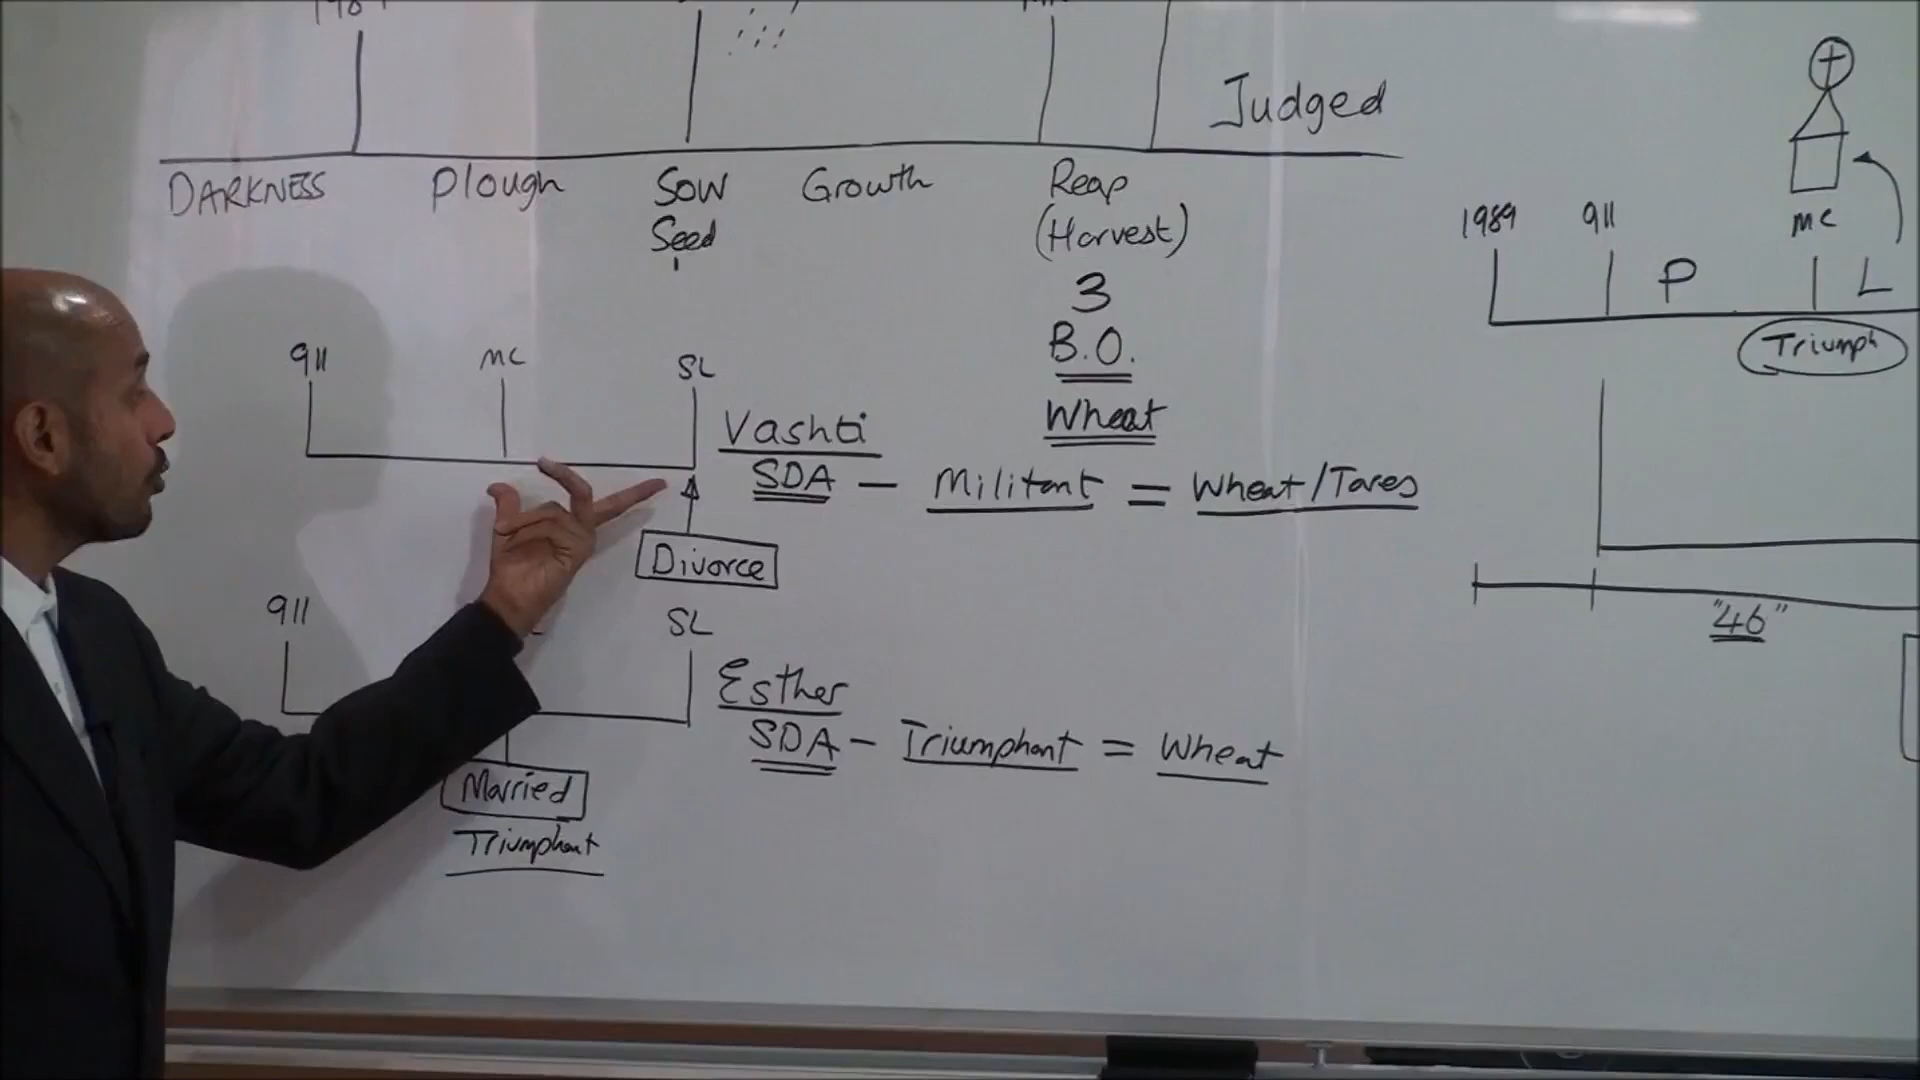 Judged
DARKNESS Plough Sow Growth Reap
Seed (Harvest)
3
B.O.
Wheat
911 MC SL
Vashti
SDA - Militant = Wheat/Tares
Divorce
911 SL
Esther
SDA - Triumphant = Wheat
Married
Triumphant
1989 911 MC
P L
Triumph
"46"